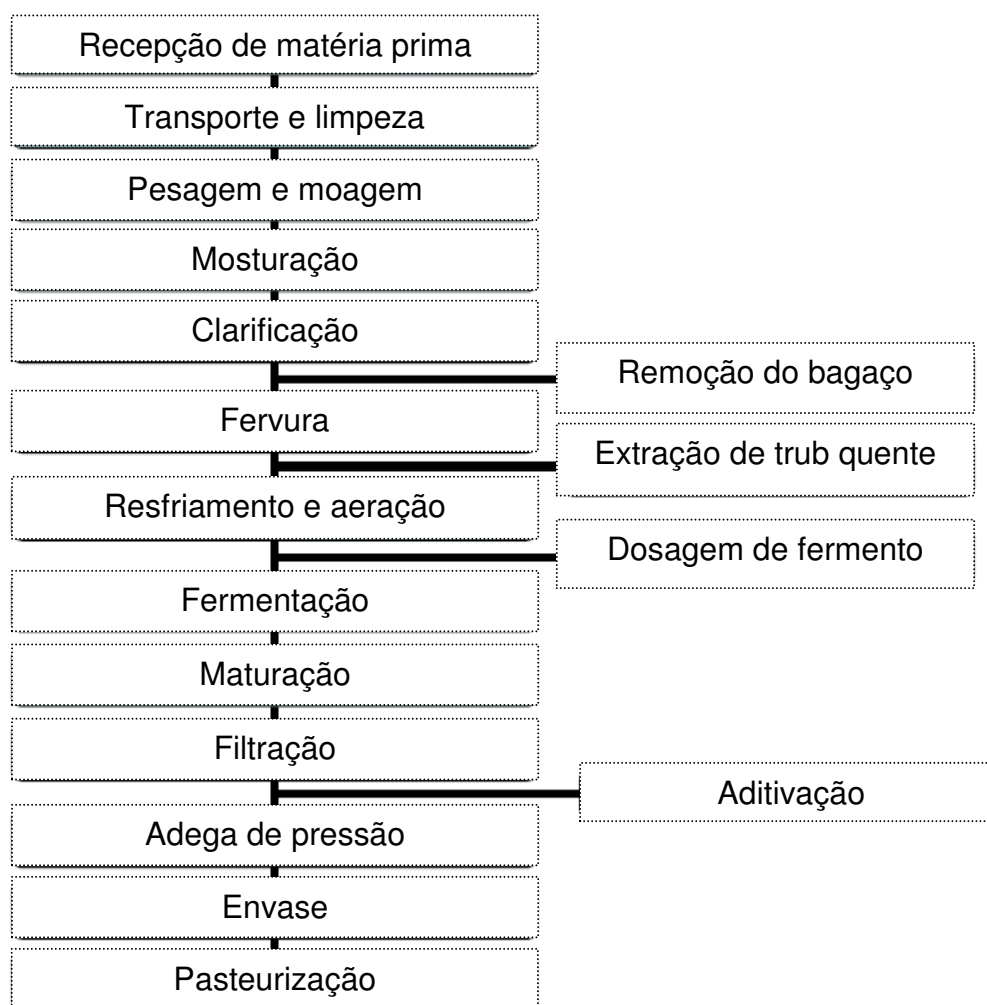 Recepção de matéria prima
Transporte e limpeza
Pesagem e moagem
Mosturação
Clarificação
Remoção do bagaço
Fervura
Extração de trub quente
Resfriamento e aeração
Dosagem de fermento
Fermentação
Maturação
Filtração
Aditivação
Adega de pressão
Envase
Pasteurização